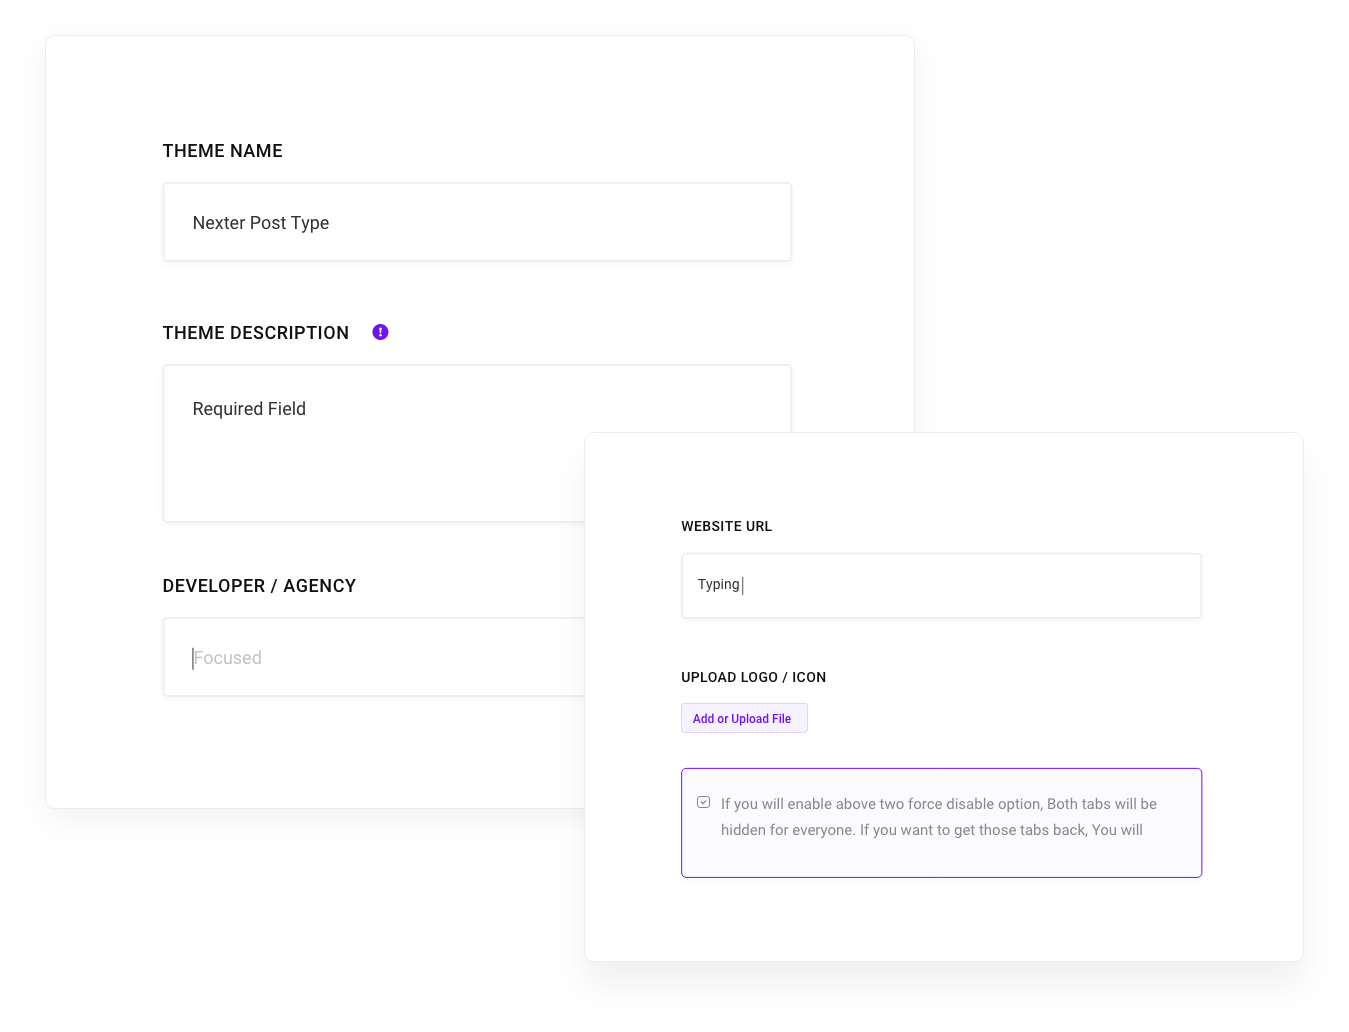 THEME NAME
Nexter Post Type
THEME DESCRIPTION
Required Field
DEVELOPER / AGENCY
Focused
WEBSITE URL
Typing
UPLOAD LOGO / ICON
Add or Upload File
If you will enable above two force disable option, Both tabs will be
hidden for everyone. If you want to get those tabs back, You will